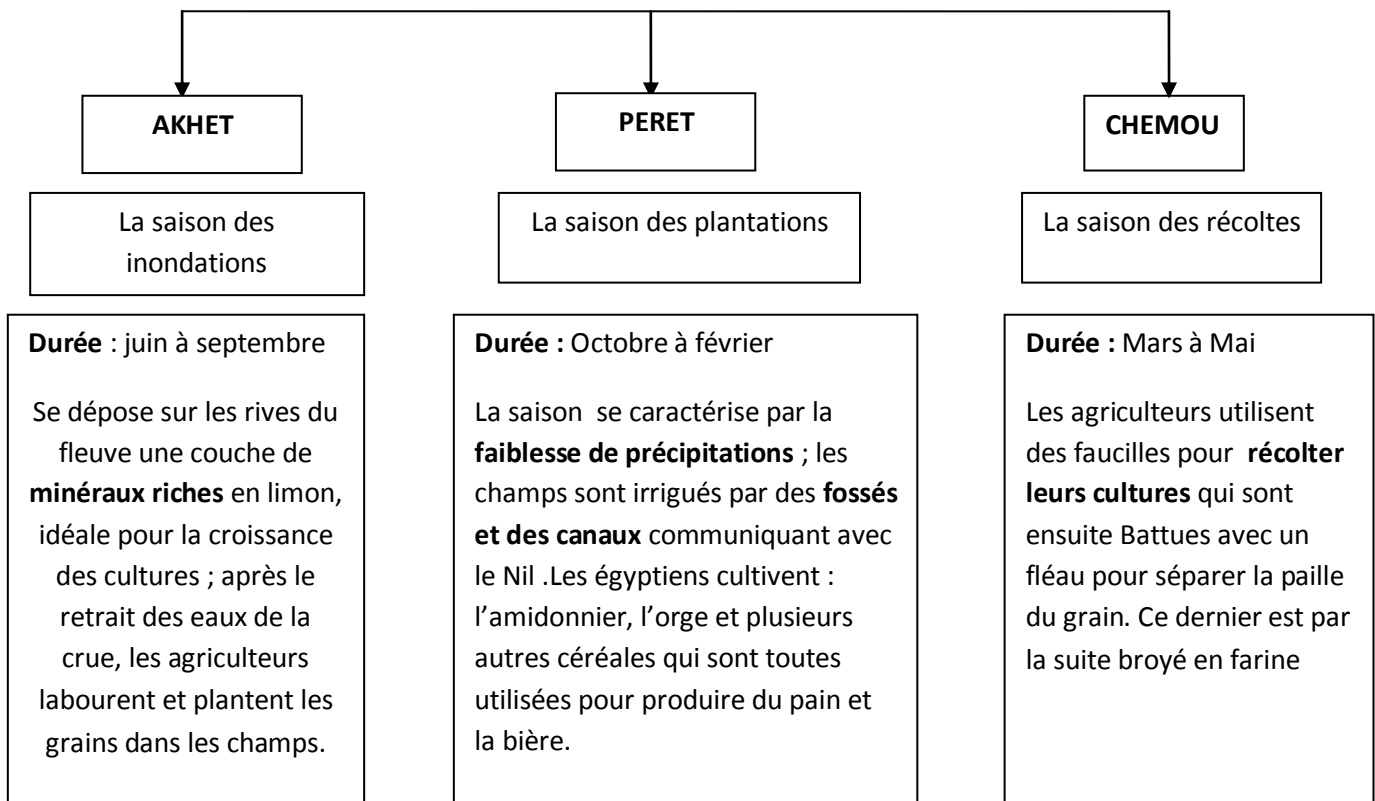 AKHET
PERET
CHEMOU
La saison des
inondations
La saison des plantations
La saison des récoltes
Durée : juin à septembre
Se dépose sur les rives du
fleuve une couche de
minéraux riches en limon,
idéale pour la croissance
des cultures ; après le
retrait des eaux de la
crue, les agriculteurs
labourent et plantent les
grains dans les champs.
Durée : Octobre à février
La saison se caractérise par la
faiblesse de précipitations ; les
champs sont irrigués par des fossés
et des canaux communiquant avec
le Nil .Les égyptiens cultivent :
l’amidonnier, l’orge et plusieurs
autres céréales qui sont toutes
utilisées pour produire du pain et
la bière.
Durée : Mars à Mai
Les agriculteurs utilisent
des faucilles pour récolter
leurs cultures qui sont
ensuite Battues avec un
fléau pour séparer la paille
du grain. Ce dernier est par
la suite broyé en farine